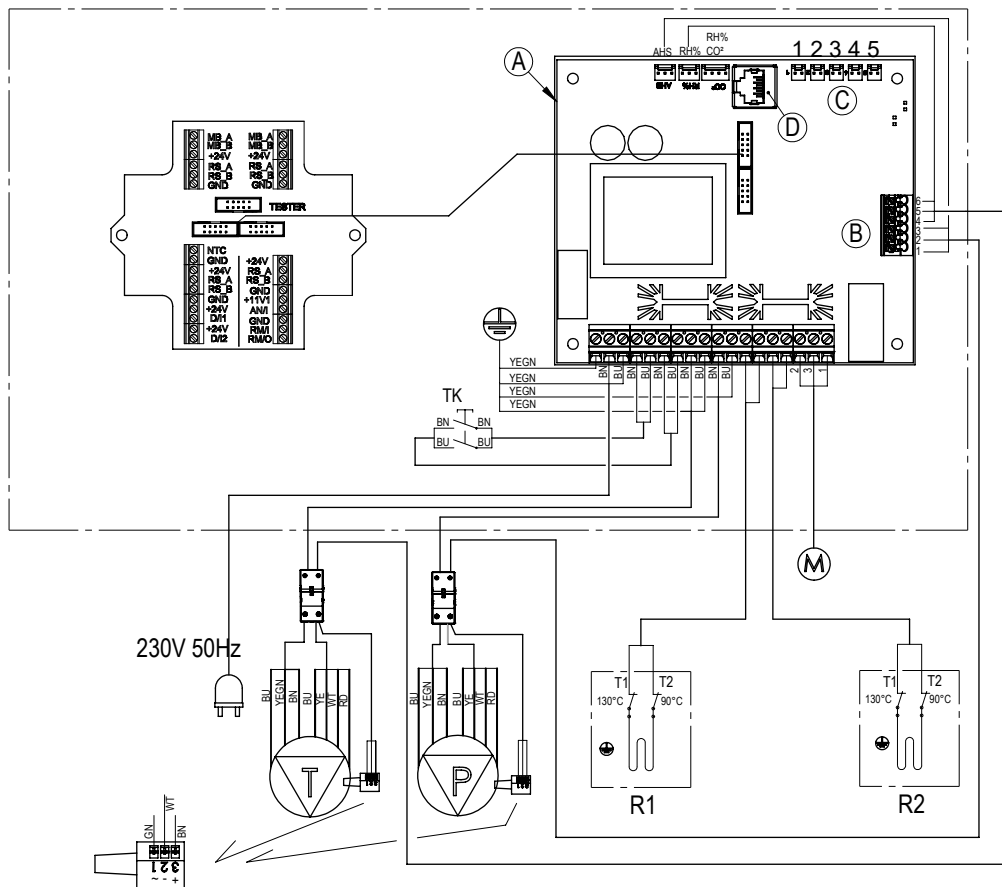 RH%
AHS RH% CO²
1 2 3 4 5
A
AHS RH% CO²
C
D
MB_A MB_A
MB_B MB_B
+24V +24V
RS_A RS_A
RS_B RS_B
GND GND
TESTER
6
5
4
3
2
1
B
NTC
GND +24V
+24V RS_A
RS_A RS_B
RS_B GND
GND +11V1
+24V AN/I
D/I1 GND
+24V RM/I
D/I2 RM/O
YEGN
YEGN
YEGN
YEGN
BN BU BN BU BN BU BN BU BN BU
2 3 1
TK
BN BN
BU BU
M
230V 50Hz
BU YEGN BN BU YE WT RD
BU YEGN BN BU YE WT RD
T
P
T1 T2
130°C 90°C
R1
T1 T2
130°C 90°C
R2
GN WT BN
3 2 1
~ - +